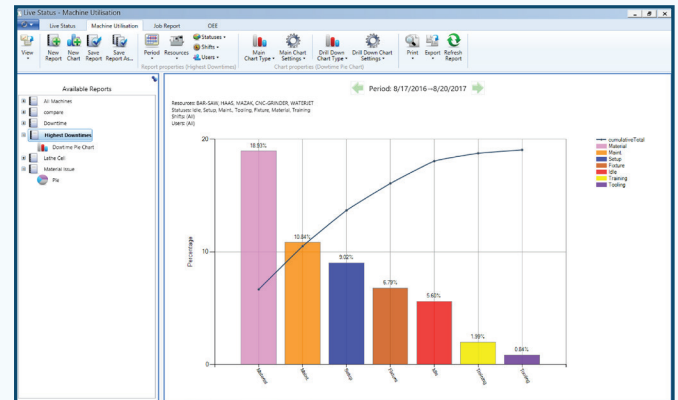 Live Status - Machine Utilisation
Live Status Machine Utilisation Job Report OEE
View
New Report
New Chart
Save Report
Save Report As...
Period
Resources
Statuses
Shifts
Users
Report properties (Highest Downtimes)
Main Chart Type
Main Chart Settings
Drill Down Chart Type
Drill Down Chart Settings
Chart properties (Downtime Pie Chart)
Print
Export
Refresh Report
Available Reports
All Machines
compare
Downtime
Highest Downtimes
Downtime Pie Chart
Lathe Cell
Material Issue
Pie
Period: 8/17/2016→8/20/2017
Resources: BAR-SAW, HAAS, MAZAK, CNC-GRINDER, WATERJET
Statuses: Idle, Setup, Maint., Tooling, Fixture, Material, Training
Shifts: (All)
Users: (All)
Percentage
20
10
0
18.93%
10.84%
9.02%
6.79%
5.60%
1.99%
0.84%
Material
Maint
Setup
Fixture
Idle
Training
Tooling
cumulativeTotal
Material
Maint
Setup
Fixture
Idle
Training
Tooling